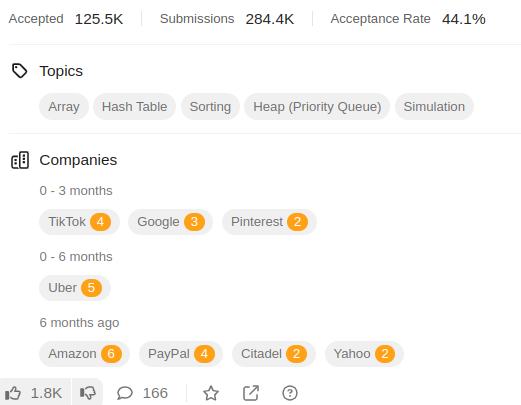 Accepted 125.5K Submissions 284.4K Acceptance Rate 44.1%
Topics
Array Hash Table Sorting Heap (Priority Queue) Simulation
Companies
0 - 3 months
TikTok 4 Google 3 Pinterest 2
0 - 6 months
Uber 5
6 months ago
Amazon 6 PayPal 4 Citadel 2 Yahoo 2
1.8K 166